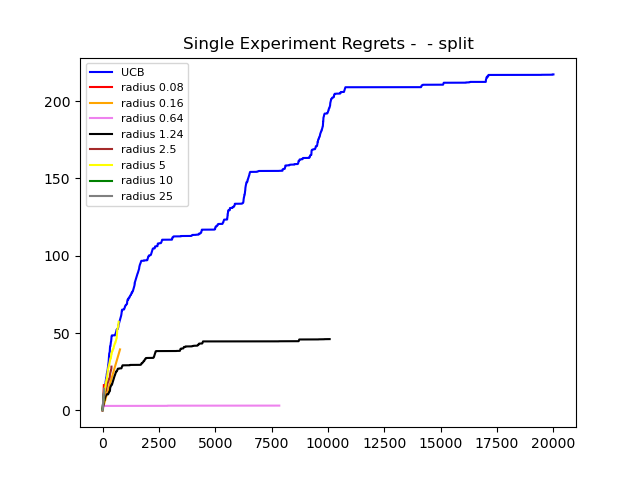 Single Experiment Regrets -  - split
UCB
radius 0.08
radius 0.16
radius 0.64
radius 1.24
radius 2.5
radius 5
radius 10
radius 25
200
150
100
50
0
0 2500 5000 7500 10000 12500 15000 17500 20000